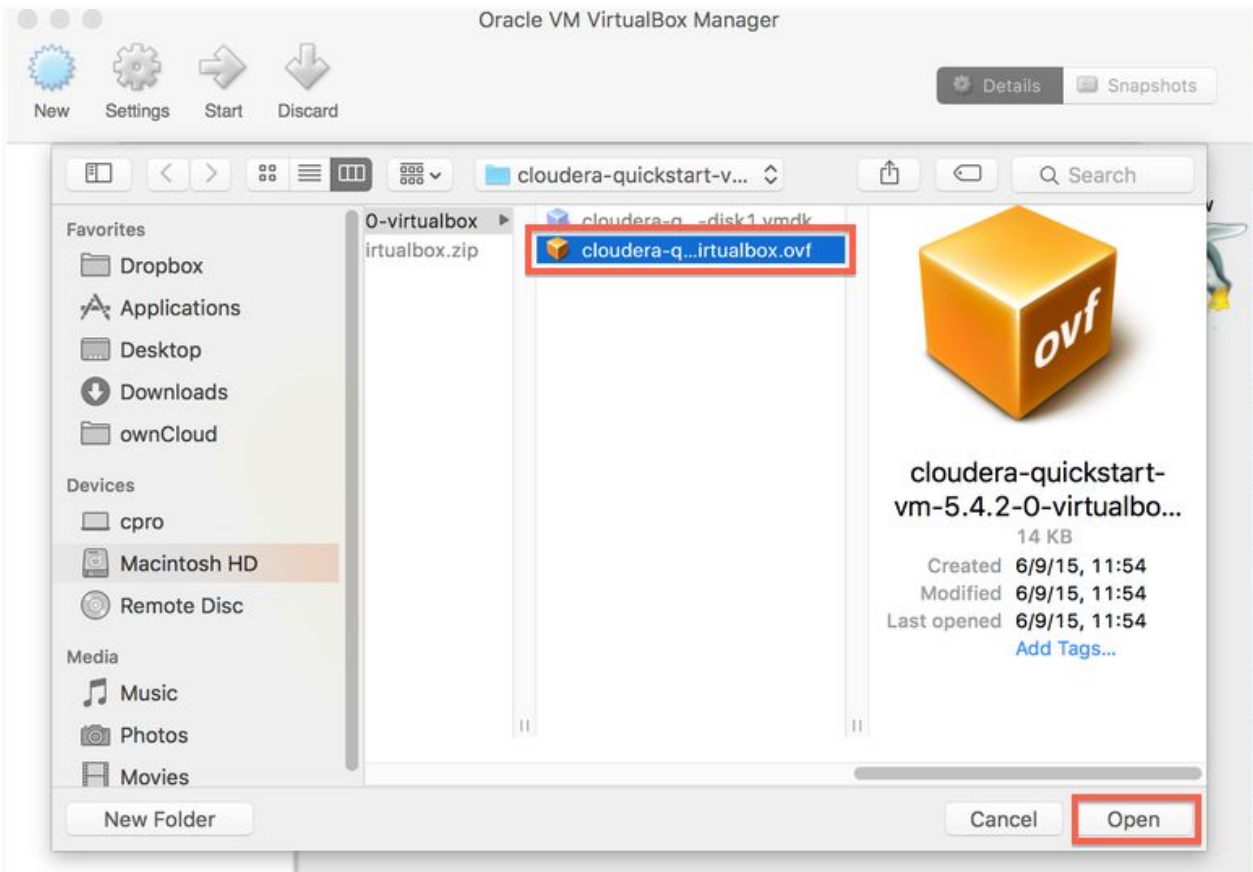 Oracle VM VirtualBox Manager
New Settings Start Discard
Details Snapshots
cloudera-quickstart-v...
Search
Favorites
Dropbox
Applications
Desktop
Downloads
ownCloud
Devices
cpro
Macintosh HD
Remote Disc
Media
Music
Photos
Movies
0-virtualbox
irtualbox.zip
cloudera-q...-disk1.vmdk
cloudera-q...irtualbox.ovf
ovf
cloudera-quickstart-
vm-5.4.2-0-virtualbo...
14 KB
Created 6/9/15, 11:54
Modified 6/9/15, 11:54
Last opened 6/9/15, 11:54
Add Tags...
New Folder
Cancel Open